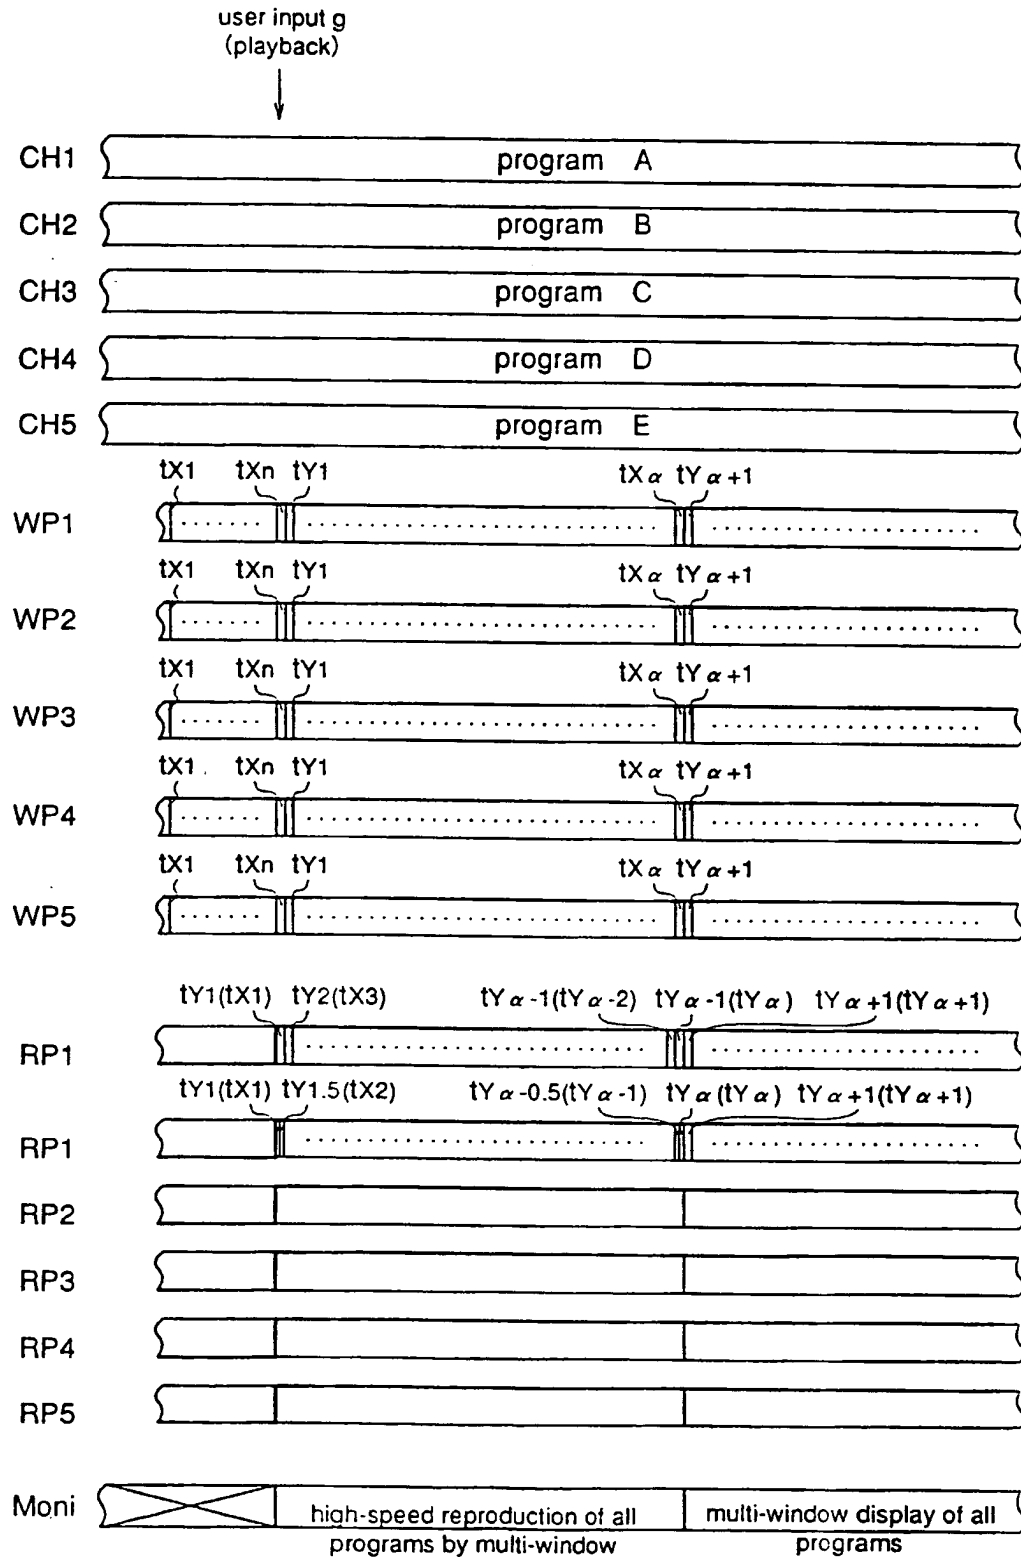 user input g
(playback)
CH1 program A
CH2 program B
CH3 program C
CH4 program D
CH5 program E
tX1 tXn tY1 tXα tYα+1
WP1
tX1 tXn tY1 tXα tYα+1
WP2
tX1 tXn tY1 tXα tYα+1
WP3
tX1 tXn tY1 tXα tYα+1
WP4
tX1 tXn tY1 tXα tYα+1
WP5
tY1(tX1) tY2(tX3) tYα-1(tYα-2) tYα-1(tYα) tYα+1(tYα+1)
RP1
tY1(tX1) tY1.5(tX2) tYα-0.5(tYα-1) tYα(tYα) tYα+1(tYα+1)
RP1
RP2
RP3
RP4
RP5
Moni high-speed reproduction of all multi-window display of all
programs by multi-window programs